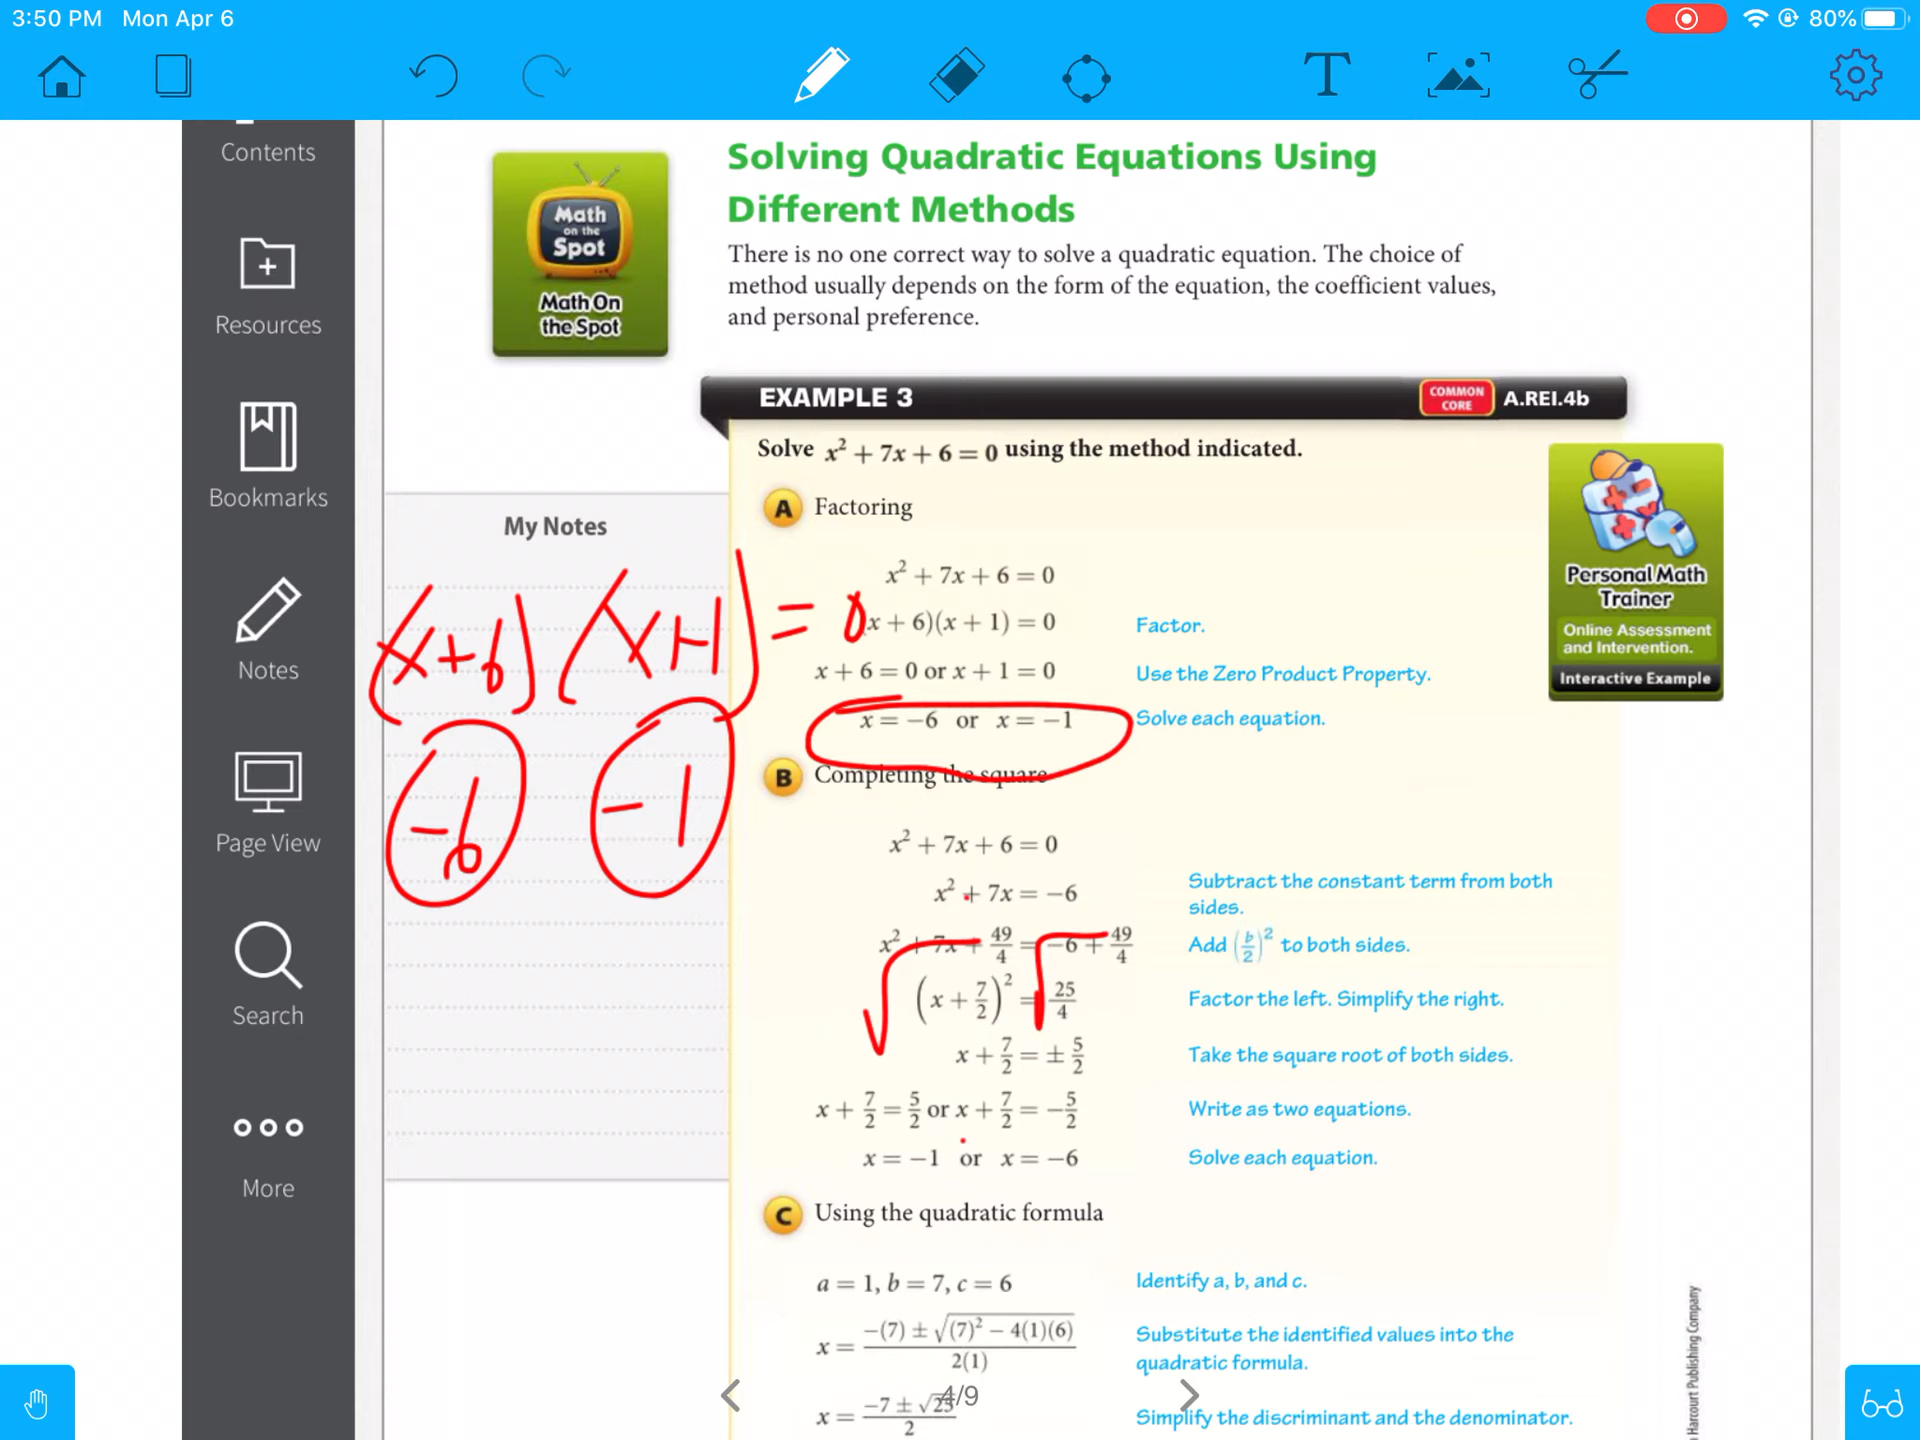 3:50 PM Mon Apr 6
80%
T
Contents
Resources
Bookmarks
Notes
Page View
Search
More
Math
on the
Spot
Math On
the Spot
Solving Quadratic Equations Using
Different Methods
There is no one correct way to solve a quadratic equation. The choice of
method usually depends on the form of the equation, the coefficient values,
and personal preference.
EXAMPLE 3
COMMON
CORE
A.REI.4b
Solve x² + 7x + 6 = 0 using the method indicated.
Personal Math
Trainer
Online Assessment
and Intervention.
Interactive Example
My Notes
(x+6) (x+1) = 0
-6 -1
A Factoring
x² + 7x + 6 = 0
(x + 6)(x + 1) = 0 Factor.
x + 6 = 0 or x + 1 = 0 Use the Zero Product Property.
x = −6 or x = −1 Solve each equation.
B Completing the square
x² + 7x + 6 = 0
x² + 7x = −6 Subtract the constant term from both
sides.
x² + 7x + 49/4 = −6 + 49/4 Add (b/2)² to both sides.
(x + 7/2)² = 25/4 Factor the left. Simplify the right.
x + 7/2 = ± 5/2 Take the square root of both sides.
x + 7/2 = 5/2 or x + 7/2 = −5/2 Write as two equations.
x = −1 or x = −6 Solve each equation.
C Using the quadratic formula
a = 1, b = 7, c = 6 Identify a, b, and c.
x = −(7) ± √(7)² − 4(1)(6) / 2(1) Substitute the identified values into the
quadratic formula.
x = −7 ± √25 / 2 Simplify the discriminant and the denominator.
4/9
Harcourt Publishing Company